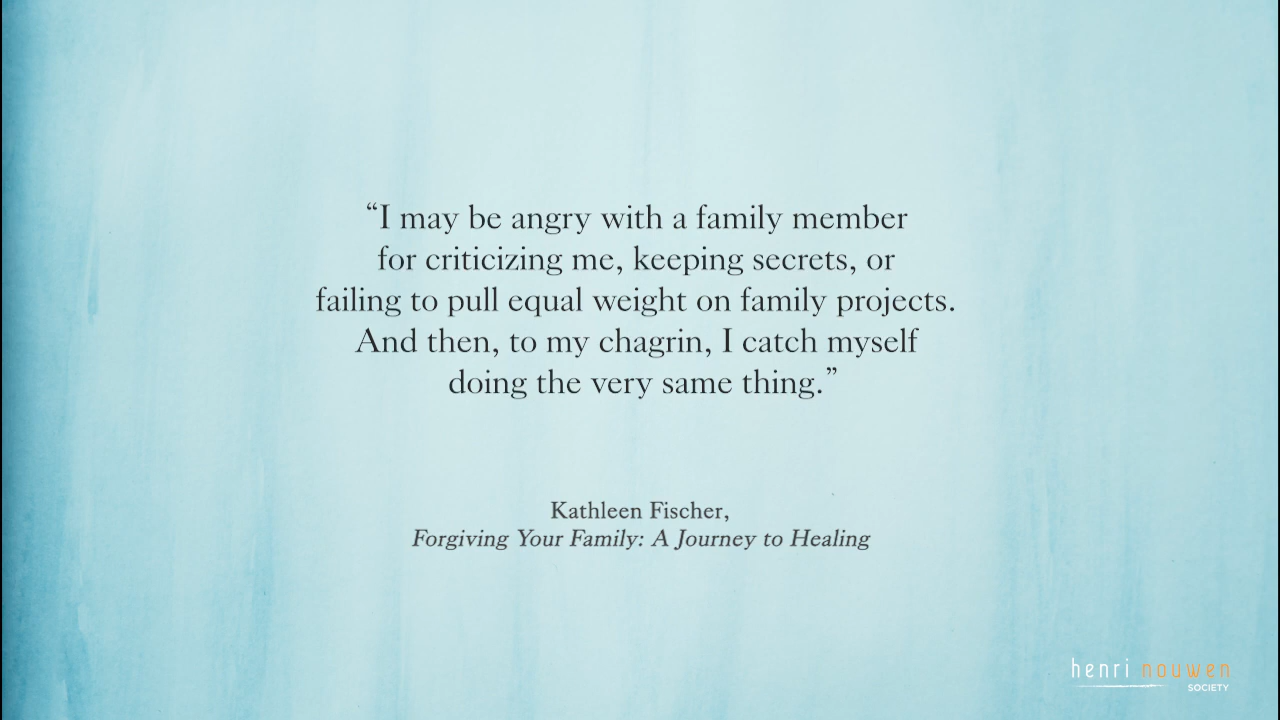 “I may be angry with a family member
for criticizing me, keeping secrets, or
failing to pull equal weight on family projects.
And then, to my chagrin, I catch myself
doing the very same thing.”
Kathleen Fischer,
Forgiving Your Family: A Journey to Healing
henri nouwen
SOCIETY